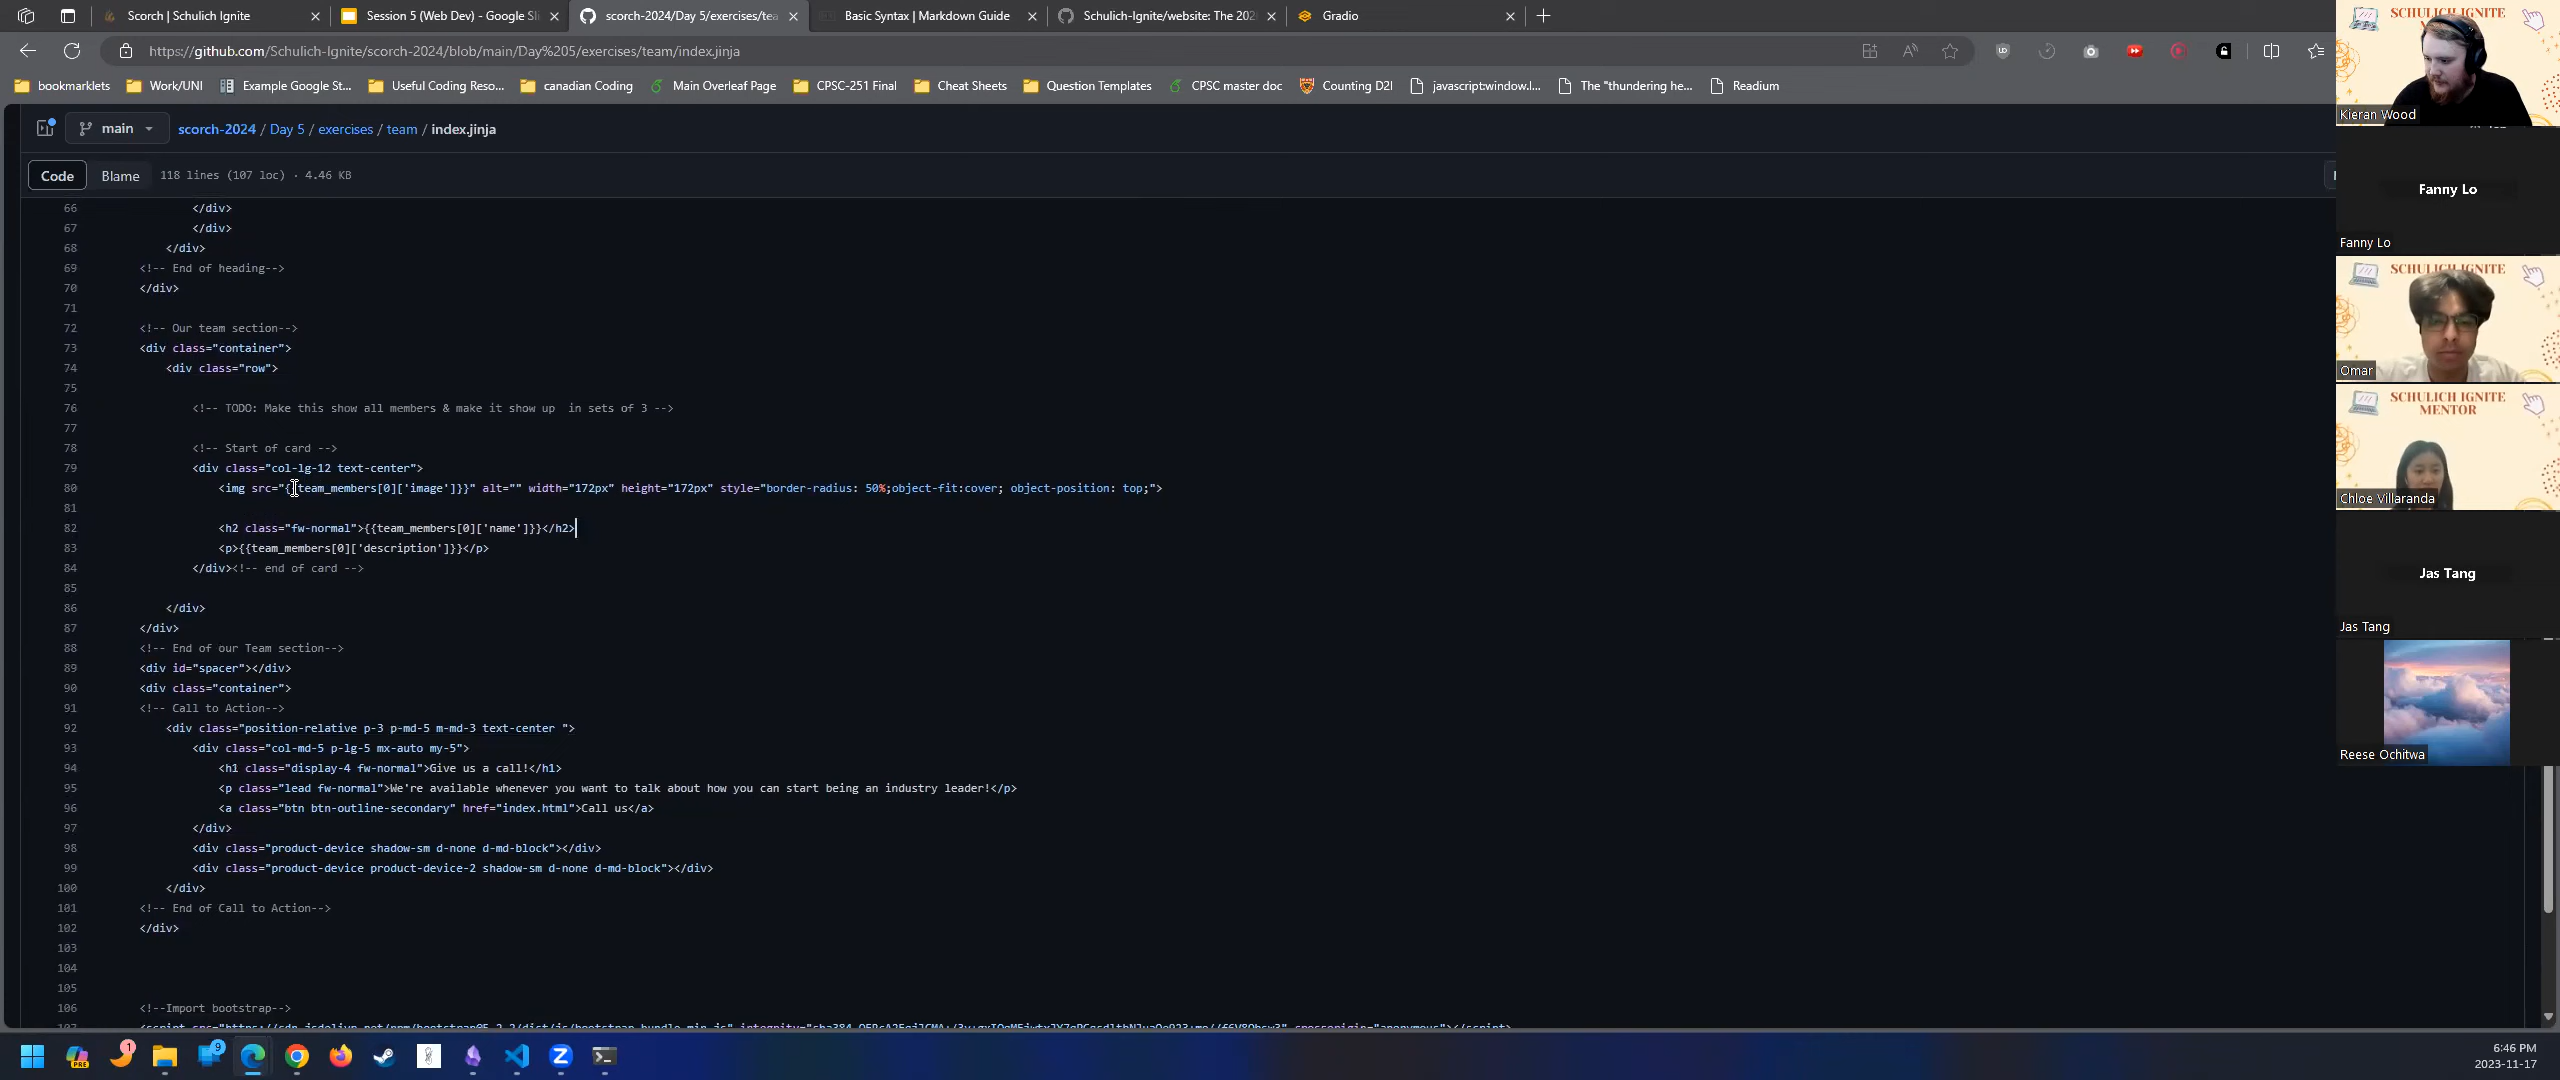 Scorch | Schulich Ignite
Session 5 (Web Dev) - Google Sli
scorch-2024/Day 5/exercises/tea
Basic Syntax | Markdown Guide
Schulich-Ignite/website: The 202
Gradio
https://github.com/Schulich-Ignite/scorch-2024/blob/main/Day%205/exercises/team/index.jinja
bookmarklets
Work/UNI
Example Google St...
Useful Coding Reso...
canadian Coding
Main Overleaf Page
CPSC-251 Final
Cheat Sheets
Question Templates
CPSC master doc
Counting D2l
javascript:window.l...
The "thundering he...
Readium
main
scorch-2024 / Day 5 / exercises / team / index.jinja
Code
Blame
118 lines (107 loc) · 4.46 KB
66 </div>
67 </div>
68 </div>
69 <!-- End of heading-->
70 </div>
71
72 <!-- Our team section-->
73 <div class="container">
74 <div class="row">
75
76 <!-- TODO: Make this show all members & make it show up  in sets of 3 -->
77
78 <!-- Start of card -->
79 <div class="col-lg-12 text-center">
80 <img src="{{team_members[0]['image']}}" alt="" width="172px" height="172px" style="border-radius: 50%;object-fit:cover; object-position: top;">
81
82 <h2 class="fw-normal">{{team_members[0]['name']}}</h2>
83 <p>{{team_members[0]['description']}}</p>
84 </div><!-- end of card -->
85
86 </div>
87 </div>
88 <!-- End of our Team section-->
89 <div id="spacer"></div>
90 <div class="container">
91 <!-- Call to Action-->
92 <div class="position-relative p-3 p-md-5 m-md-3 text-center ">
93 <div class="col-md-5 p-lg-5 mx-auto my-5">
94 <h1 class="display-4 fw-normal">Give us a call!</h1>
95 <p class="lead fw-normal">We're available whenever you want to talk about how you can start being an industry leader!</p>
96 <a class="btn btn-outline-secondary" href="index.html">Call us</a>
97 </div>
98 <div class="product-device shadow-sm d-none d-md-block"></div>
99 <div class="product-device product-device-2 shadow-sm d-none d-md-block"></div>
100 </div>
101 <!-- End of Call to Action-->
102 </div>
103
104
105
106 <!--Import bootstrap-->
SCHULICH IGNITE
Kieran Wood
Fanny Lo
Fanny Lo
SCHULICH IGNITE
Omar
SCHULICH IGNITE
MENTOR
Chloe Villaranda
Jas Tang
Jas Tang
Reese Ochitwa
PRE
1
9
6:46 PM
2023-11-17